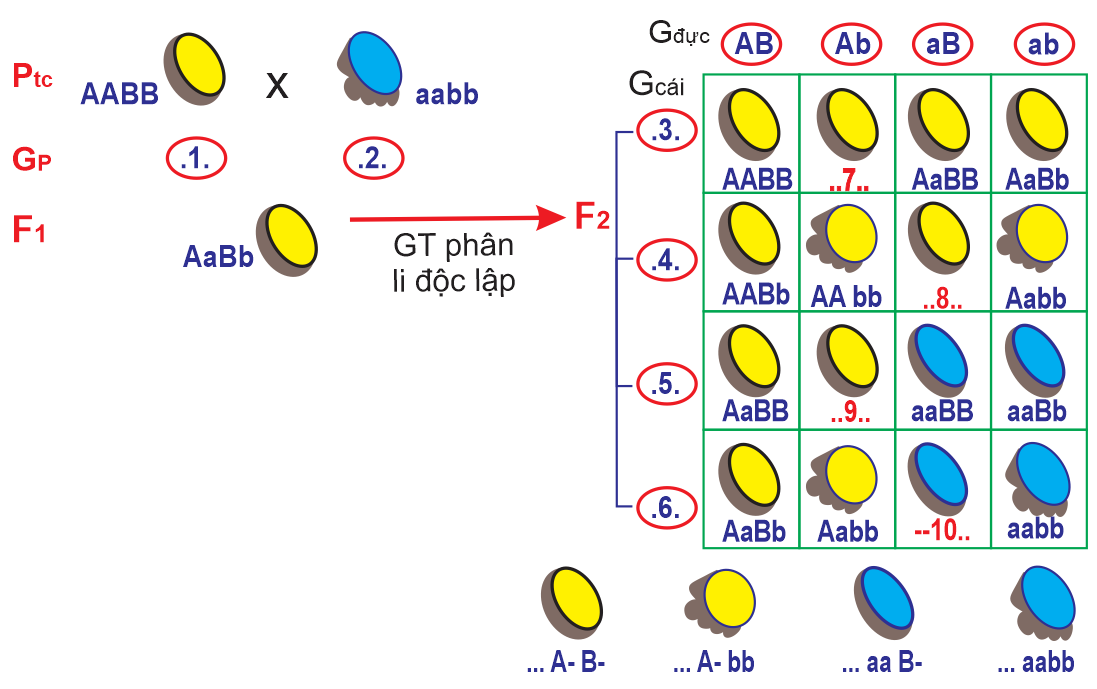 Gđực AB Ab aB ab
Ptc AABB X aabb
Gcái
GP .1. .2.
.3. AABB ..7.. AaBB AaBb
F1 AaBb
GT phân
li độc lập
F2
.4. AABb AA bb ..8.. Aabb
.5. AaBB ..9.. aaBB aaBb
.6. AaBb Aabb --10.. aabb
... A- B- ... A- bb ... aa B- ... aabb